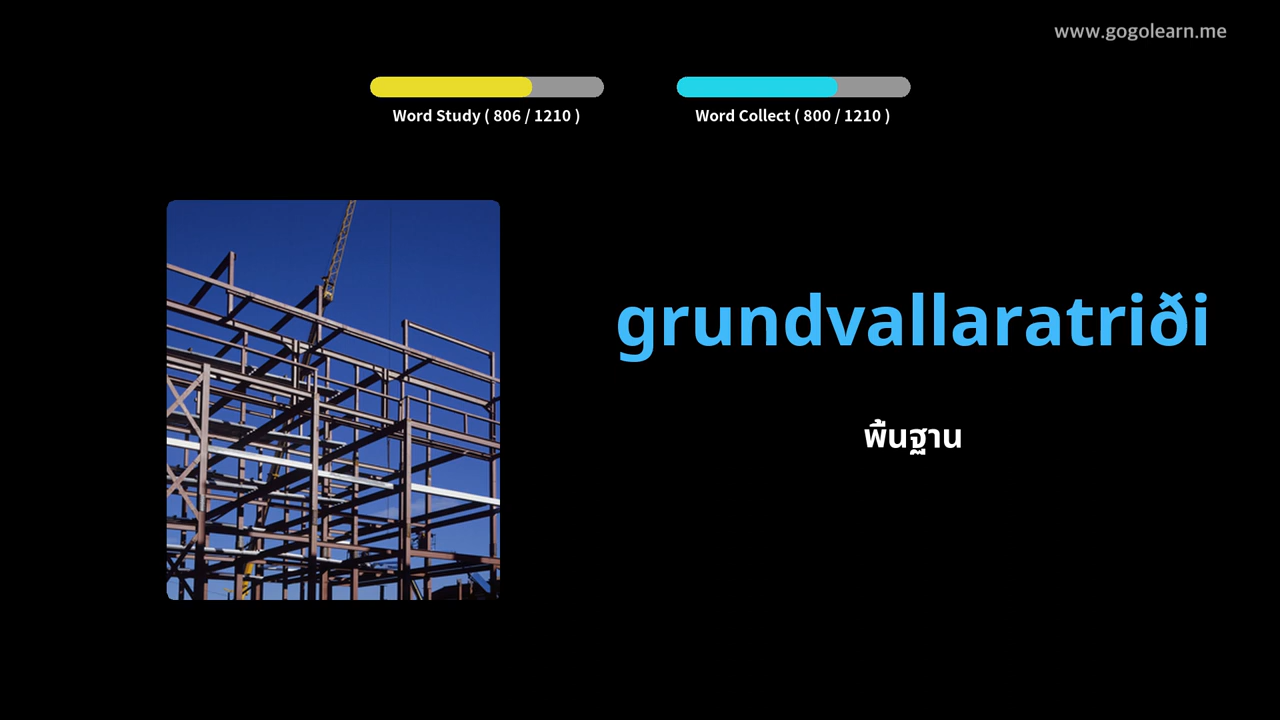 www.gogolearn.me
Word Study ( 806 / 1210 )
Word Collect ( 800 / 1210 )
grundvallaratriði
พื้นฐาน